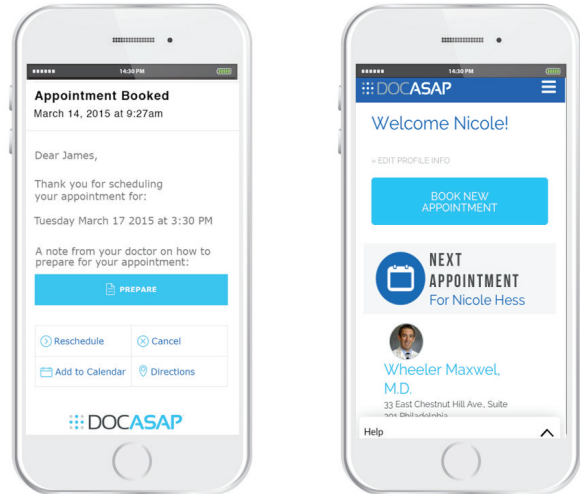 14:30 PM
Appointment Booked
March 14, 2015 at 9:27am
Dear James,
Thank you for scheduling
your appointment for:
Tuesday March 17 2015 at 3:30 PM
A note from your doctor on how to
prepare for your appointment:
PREPARE
Reschedule
Cancel
Add to Calendar
Directions
DOCASAP
14:30 PM
DOCASAP
Welcome Nicole!
» EDIT PROFILE INFO
BOOK NEW
APPOINTMENT
NEXT
APPOINTMENT
For Nicole Hess
Wheeler Maxwel,
M.D.
33 East Chestnut Hill Ave., Suite
201 Philadelphia
Help